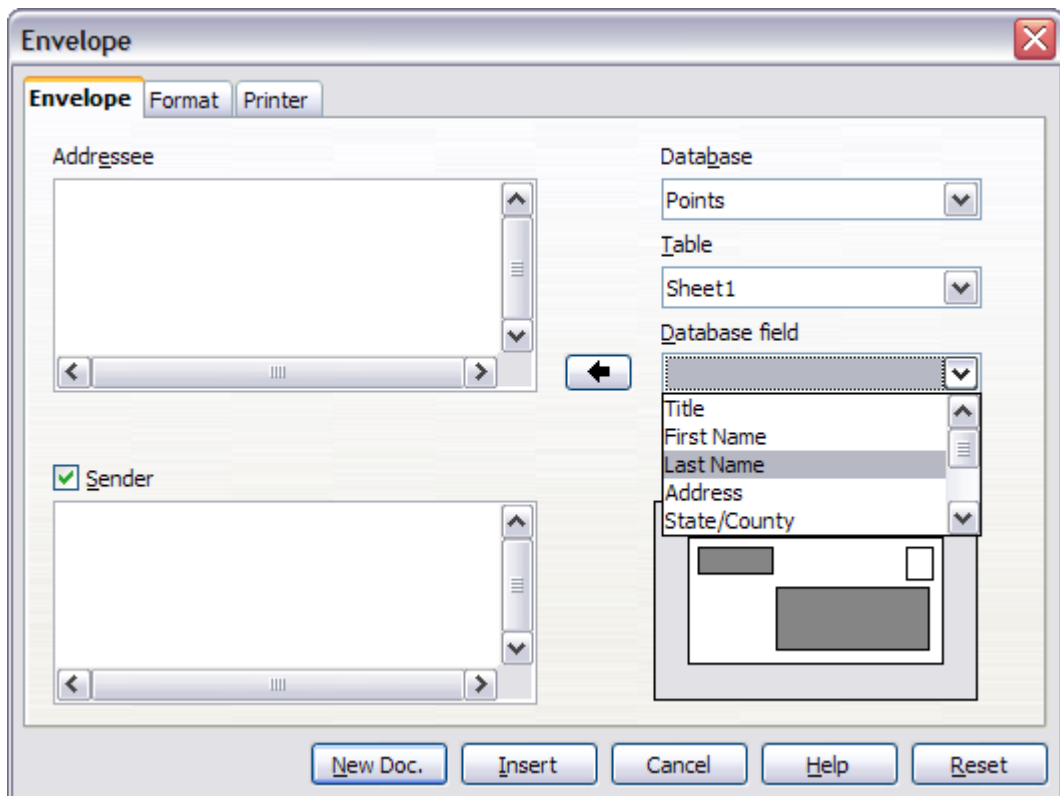 Envelope
Envelope Format Printer
Addressee
Database
Points
Table
Sheet1
Database field
Title
First Name
Last Name
Address
State/County
Sender
New Doc. Insert Cancel Help Reset